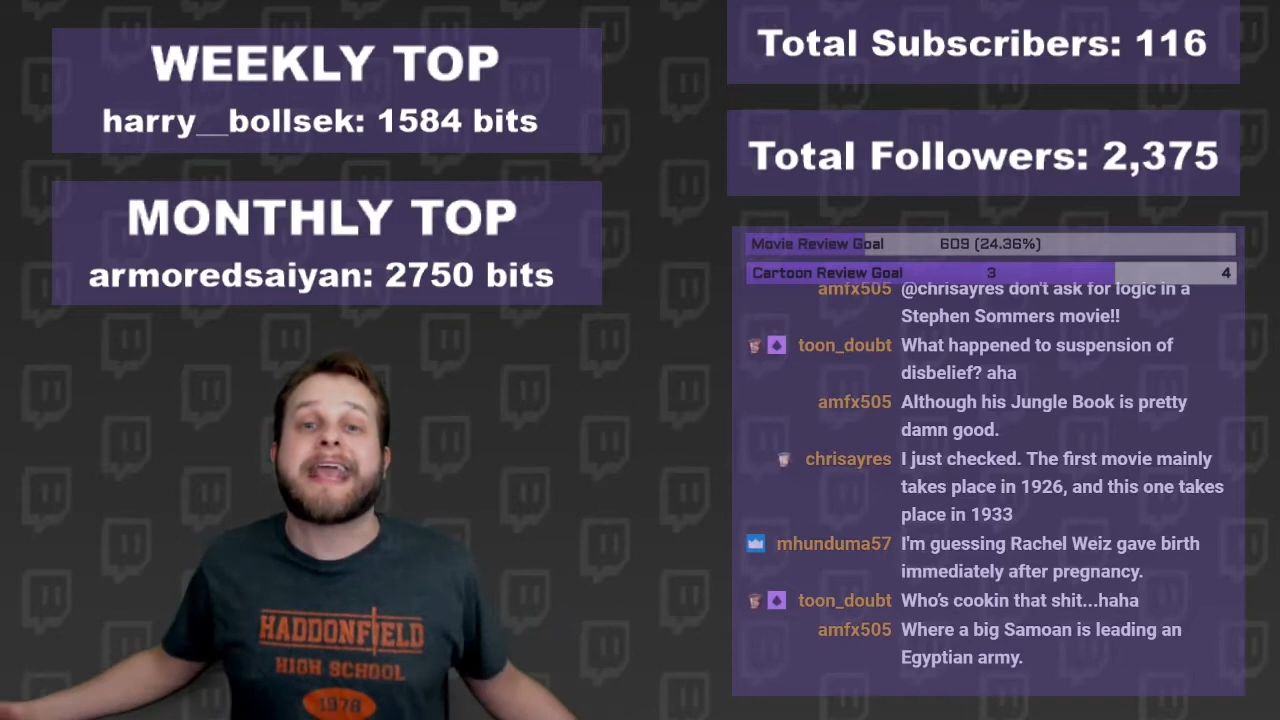 WEEKLY TOP
harry__bollsek: 1584 bits
MONTHLY TOP
armoredsaiyan: 2750 bits
Total Subscribers: 116
Total Followers: 2,375
Movie Review Goal 609 (24.36%)
Cartoon Review Goal 3 4
amfx505 @chrisayres don't ask for logic in a
Stephen Sommers movie!!
toon_doubt What happened to suspension of
disbelief? aha
amfx505 Although his Jungle Book is pretty
damn good.
chrisayres I just checked. The first movie mainly
takes place in 1926, and this one takes
place in 1933
mhunduma57 I'm guessing Rachel Weiz gave birth
immediately after pregnancy.
toon_doubt Who's cookin that shit...haha
amfx505 Where a big Samoan is leading an
Egyptian army.
HADDONFIELD
HIGH SCHOOL
1978